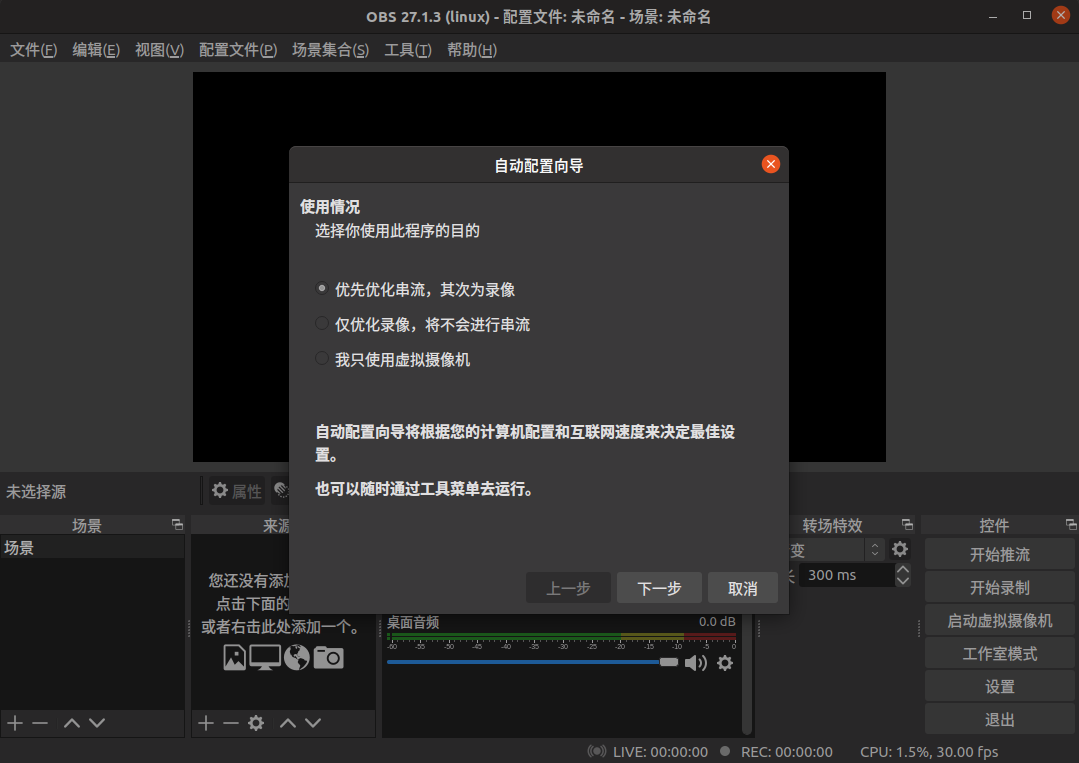 OBS 27.1.3 (linux) - 配置文件: 未命名 - 场景: 未命名
文件(F) 编辑(E) 视图(V) 配置文件(P) 场景集合(S) 工具(T) 帮助(H)
自动配置向导
使用情况
选择你使用此程序的目的
优先优化串流，其次为录像
仅优化录像，将不会进行串流
我只使用虚拟摄像机
自动配置向导将根据您的计算机配置和互联网速度来决定最佳设
置。
也可以随时通过工具菜单去运行。
上一步 下一步 取消
未选择源 属性
场景 来源 转场特效 控件
场景
您还没有添加
点击下面的
或者右击此处添加一个。
桌面音频 0.0 dB
-60 -55 -50 -45 -40 -35 -30 -25 -20 -15 -10 -5 0
变
300 ms
开始推流
开始录制
启动虚拟摄像机
工作室模式
设置
退出
LIVE: 00:00:00 REC: 00:00:00 CPU: 1.5%, 30.00 fps